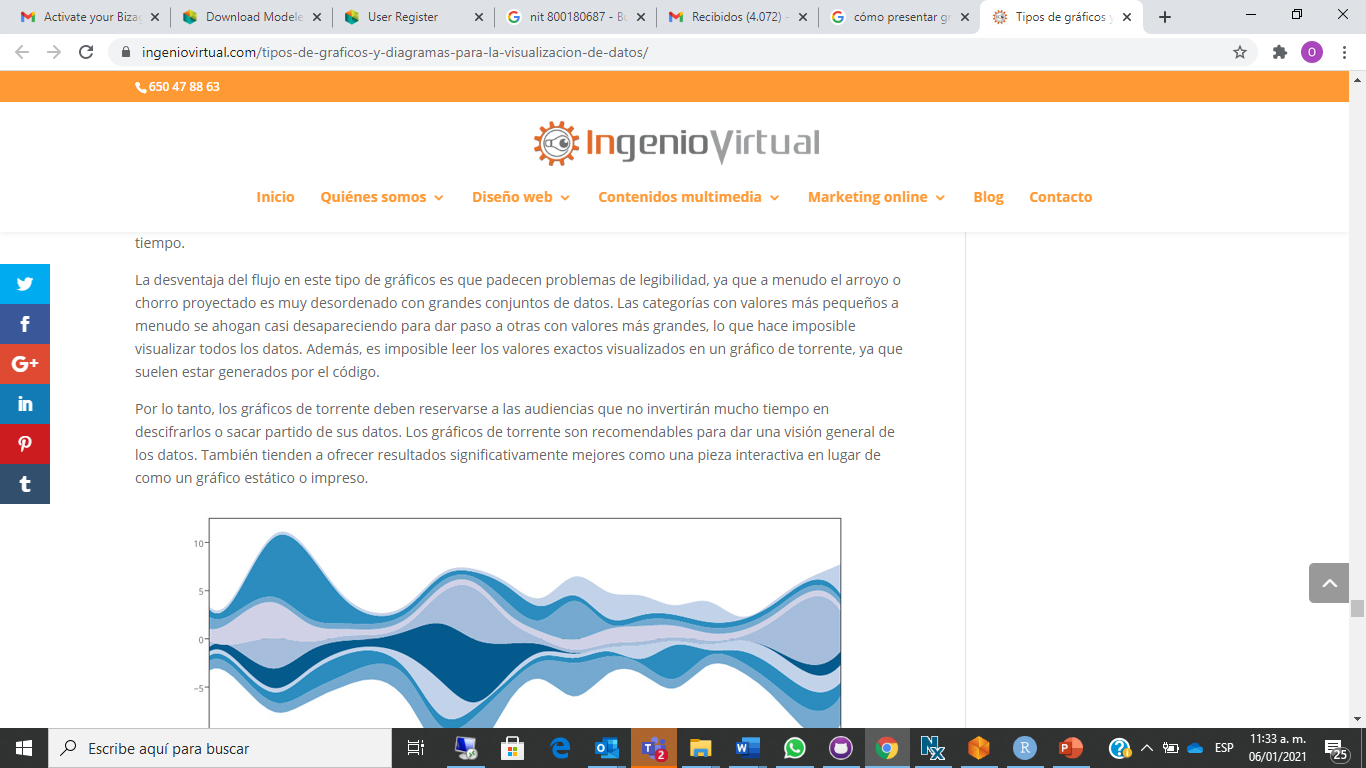 Activate your Bizag
Download Modele
User Register
nit 800180687 - Bu
Recibidos (4.072) -
cómo presentar gr
Tipos de gráficos y
ingeniovirtual.com/tipos-de-graficos-y-diagramas-para-la-visualizacion-de-datos/
O
650 47 88 63
IngenioVirtual
Inicio
Quiénes somos
Diseño web
Contenidos multimedia
Marketing online
Blog
Contacto
tiempo.
La desventaja del flujo en este tipo de gráficos es que padecen problemas de legibilidad, ya que a menudo el arroyo o
chorro proyectado es muy desordenado con grandes conjuntos de datos. Las categorías con valores más pequeños a
menudo se ahogan casi desapareciendo para dar paso a otras con valores más grandes, lo que hace imposible
visualizar todos los datos. Además, es imposible leer los valores exactos visualizados en un gráfico de torrente, ya que
suelen estar generados por el código.
Por lo tanto, los gráficos de torrente deben reservarse a las audiencias que no invertirán mucho tiempo en
descifrarlos o sacar partido de sus datos. Los gráficos de torrente son recomendables para dar una visión general de
los datos. También tienden a ofrecer resultados significativamente mejores como una pieza interactiva en lugar de
como un gráfico estático o impreso.
10
5
0
−5
Escribe aquí para buscar
2
ESP
11:33 a. m.
06/01/2021
25